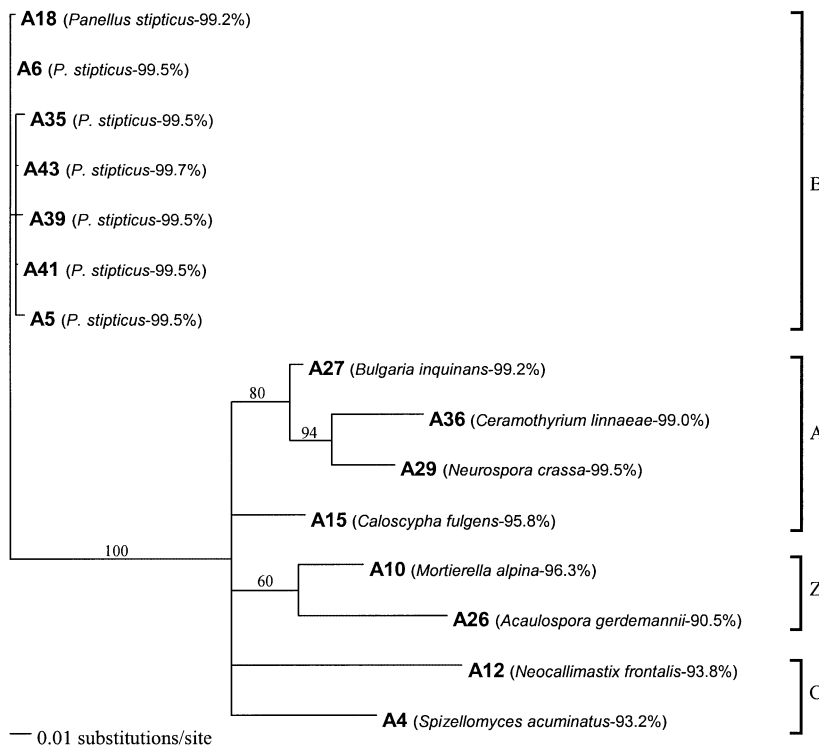 A18 (Panellus stipticus-99.2%)
A6 (P. stipticus-99.5%)
A35 (P. stipticus-99.5%)
A43 (P. stipticus-99.7%)
B
A39 (P. stipticus-99.5%)
A41 (P. stipticus-99.5%)
A5 (P. stipticus-99.5%)
A27 (Bulgaria inquinans-99.2%)
80
A36 (Ceramothyrium linnaeae-99.0%)
A
94
A29 (Neurospora crassa-99.5%)
A15 (Caloscypha fulgens-95.8%)
100
A10 (Mortierella alpina-96.3%)
60
Z
A26 (Acaulospora gerdemannii-90.5%)
A12 (Neocallimastix frontalis-93.8%)
C
A4 (Spizellomyces acuminatus-93.2%)
0.01 substitutions/site